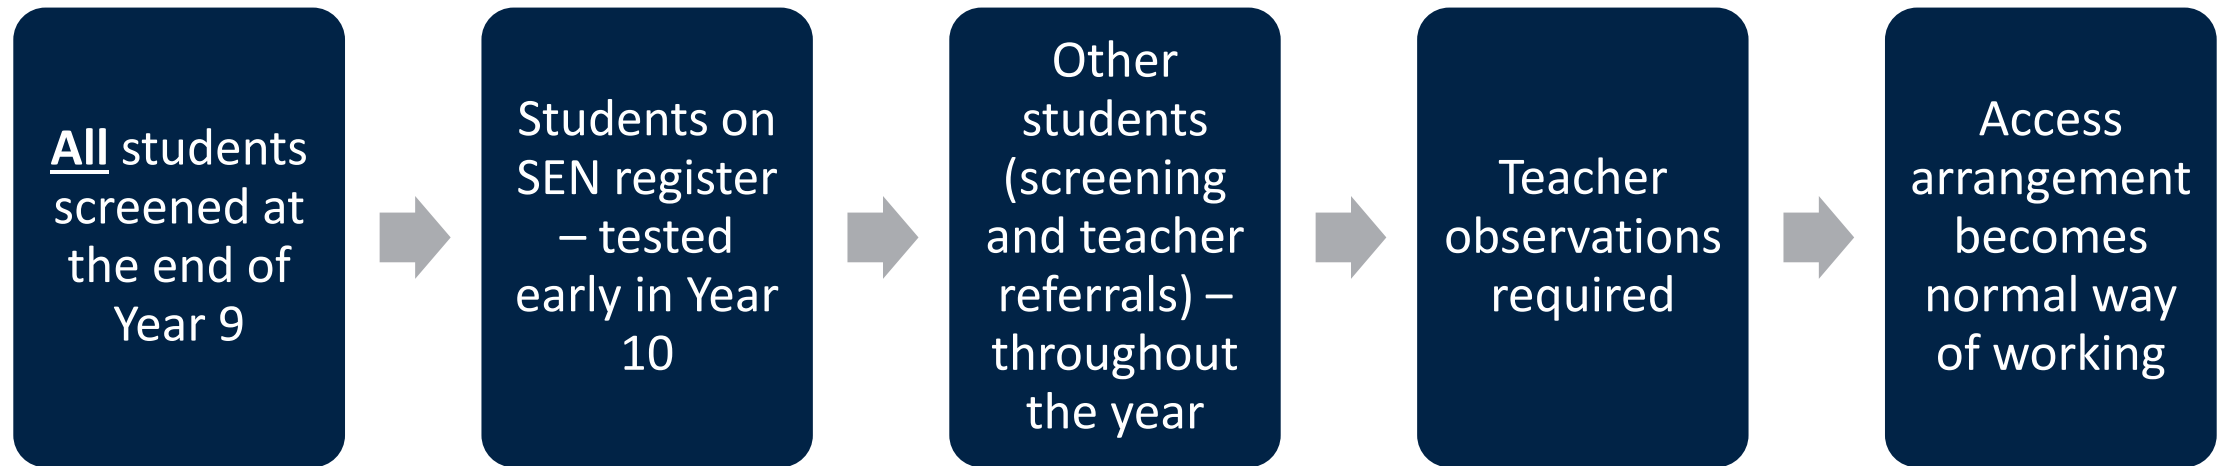 All students
screened at
the end of
Year 9
Students on
SEN register
– tested
early in Year
10
Other
students
(screening
and teacher
referrals) –
throughout
the year
Teacher
observations
required
Access
arrangement
becomes
normal way
of working